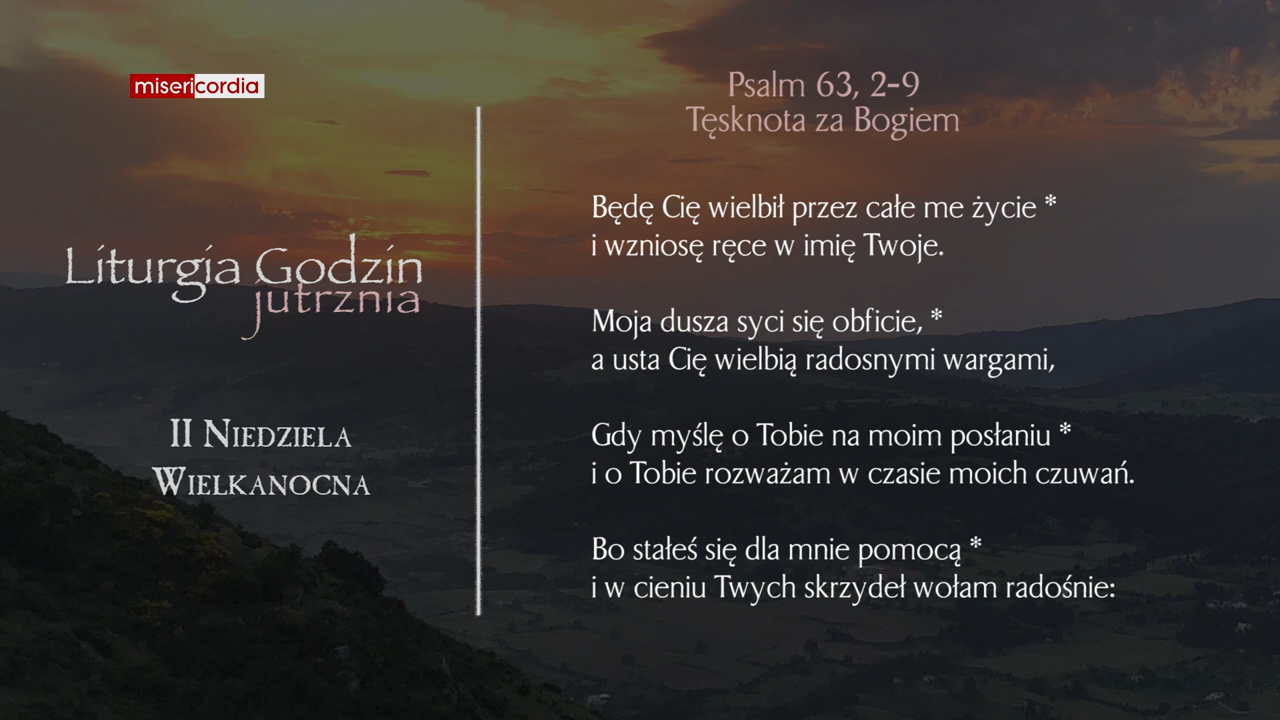 misericordia
Liturgia Godzin
jutrznia
II Niedziela
Wielkanocna
Psalm 63, 2-9
Tęsknota za Bogiem
Będę Cię wielbił przez całe me życie *
i wzniosę ręce w imię Twoje.
Moja dusza syci się obficie, *
a usta Cię wielbią radosnymi wargami,
Gdy myślę o Tobie na moim posłaniu *
i o Tobie rozważam w czasie moich czuwań.
Bo stałeś się dla mnie pomocą *
i w cieniu Twych skrzydeł wołam radośnie: